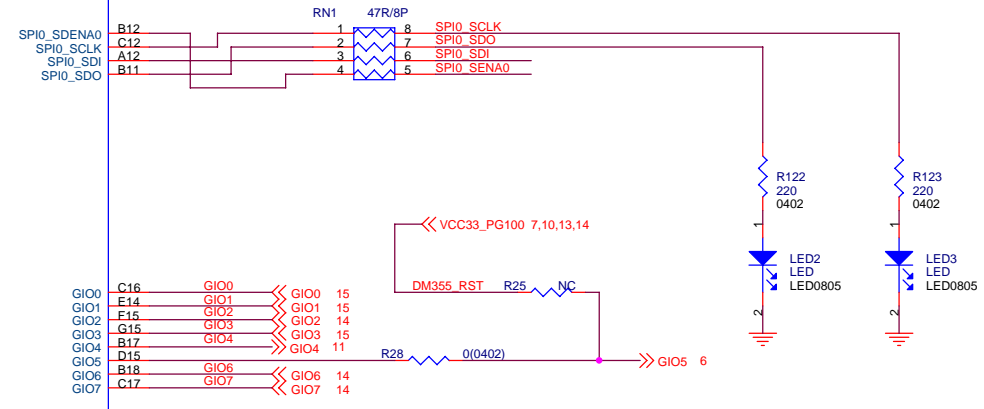 RN1 47R/8P
SPI0_SDENA0 B12 1 8 SPI0_SCLK
SPI0_SCLK C12 2 7 SPI0_SDO
SPI0_SDI A12 3 6 SPI0_SDI
SPI0_SDO B11 4 5 SPI0_SENA0
R122
220
0402
R123
220
0402
VCC33_PG100 7,10,13,14
1
1
LED2
LED
LED0805
LED3
LED
LED0805
2
2
DM355_RST R25 NC
GIO0 C16 GIO0 GIO0 15
GIO1 E14 GIO1 GIO1 15
GIO2 F15 GIO2 GIO2 14
GIO3 G15 GIO3 GIO3 15
GIO4 B17 GIO4 GIO4 11
GIO5 D15 R28 0(0402) GIO5 6
GIO6 B18 GIO6 GIO6 14
GIO7 C17 GIO7 GIO7 14